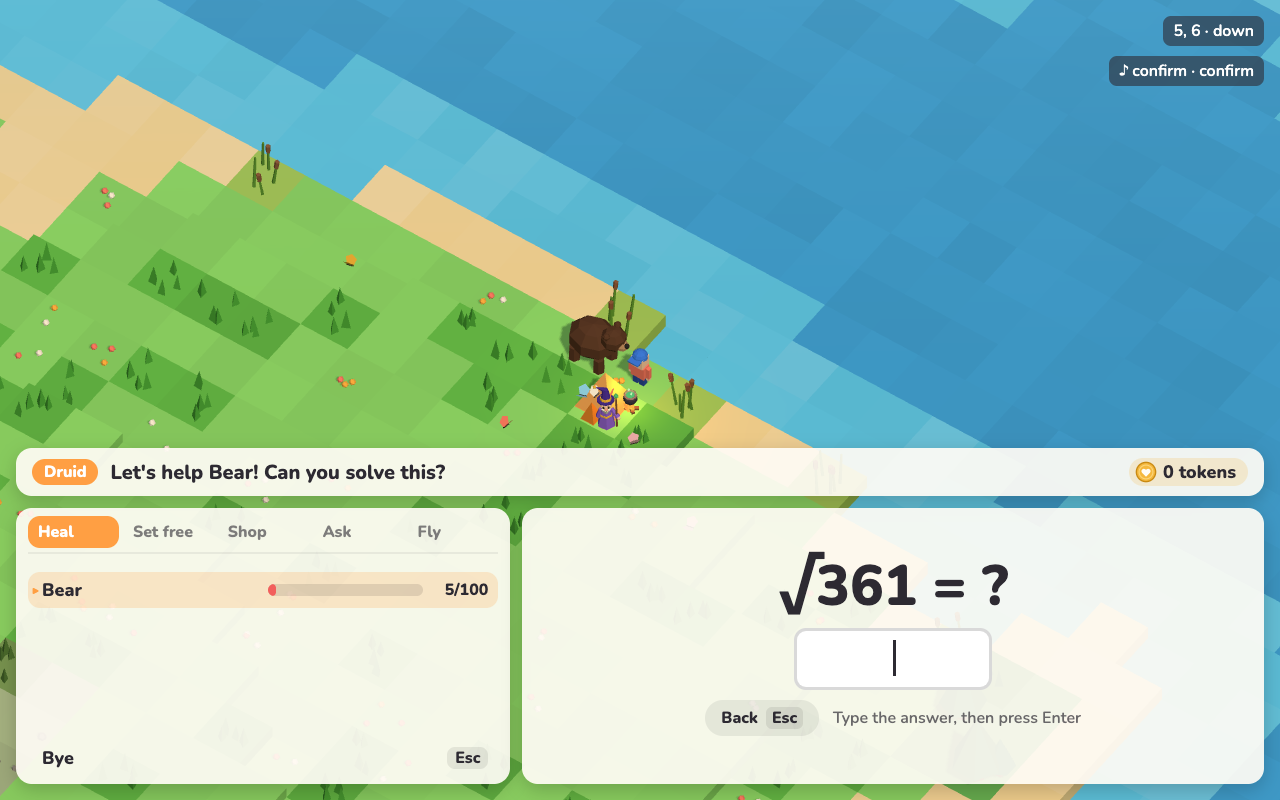 5, 6 · down
♪ confirm · confirm
Druid Let's help Bear! Can you solve this? 0 tokens
Heal Set free Shop Ask Fly
Bear 5/100
Bye Esc
√361 = ?
Back Esc Type the answer, then press Enter